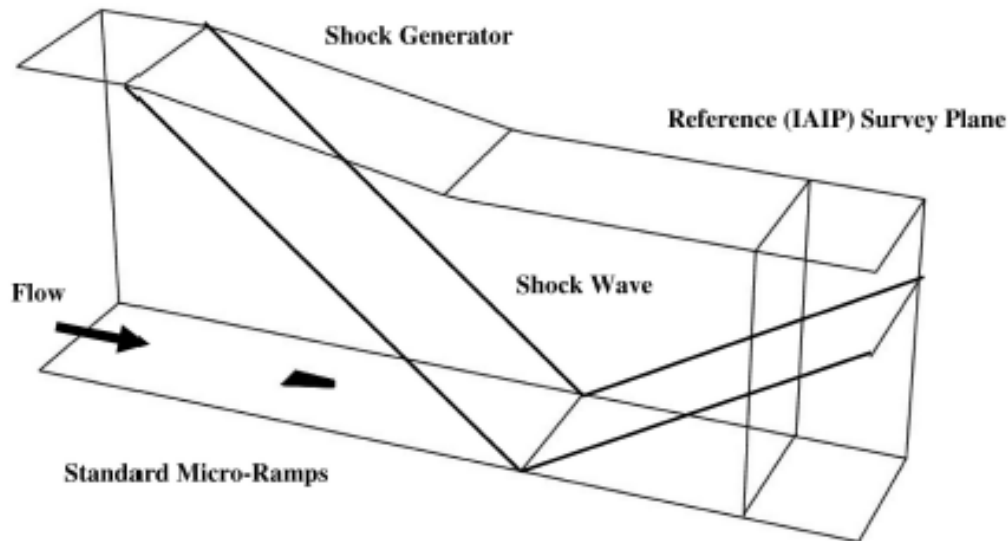 Shock Generator
Reference (IAIP) Survey Plane
Flow
Shock Wave
Standard Micro-Ramps